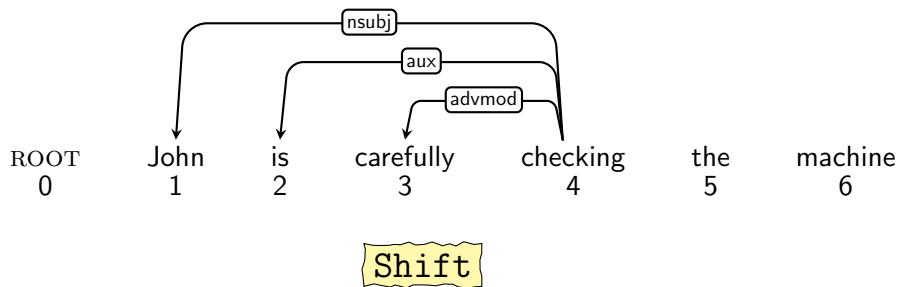 nsubj
aux
advmod
ROOT John is carefully checking the machine
0 1 2 3 4 5 6
Shift